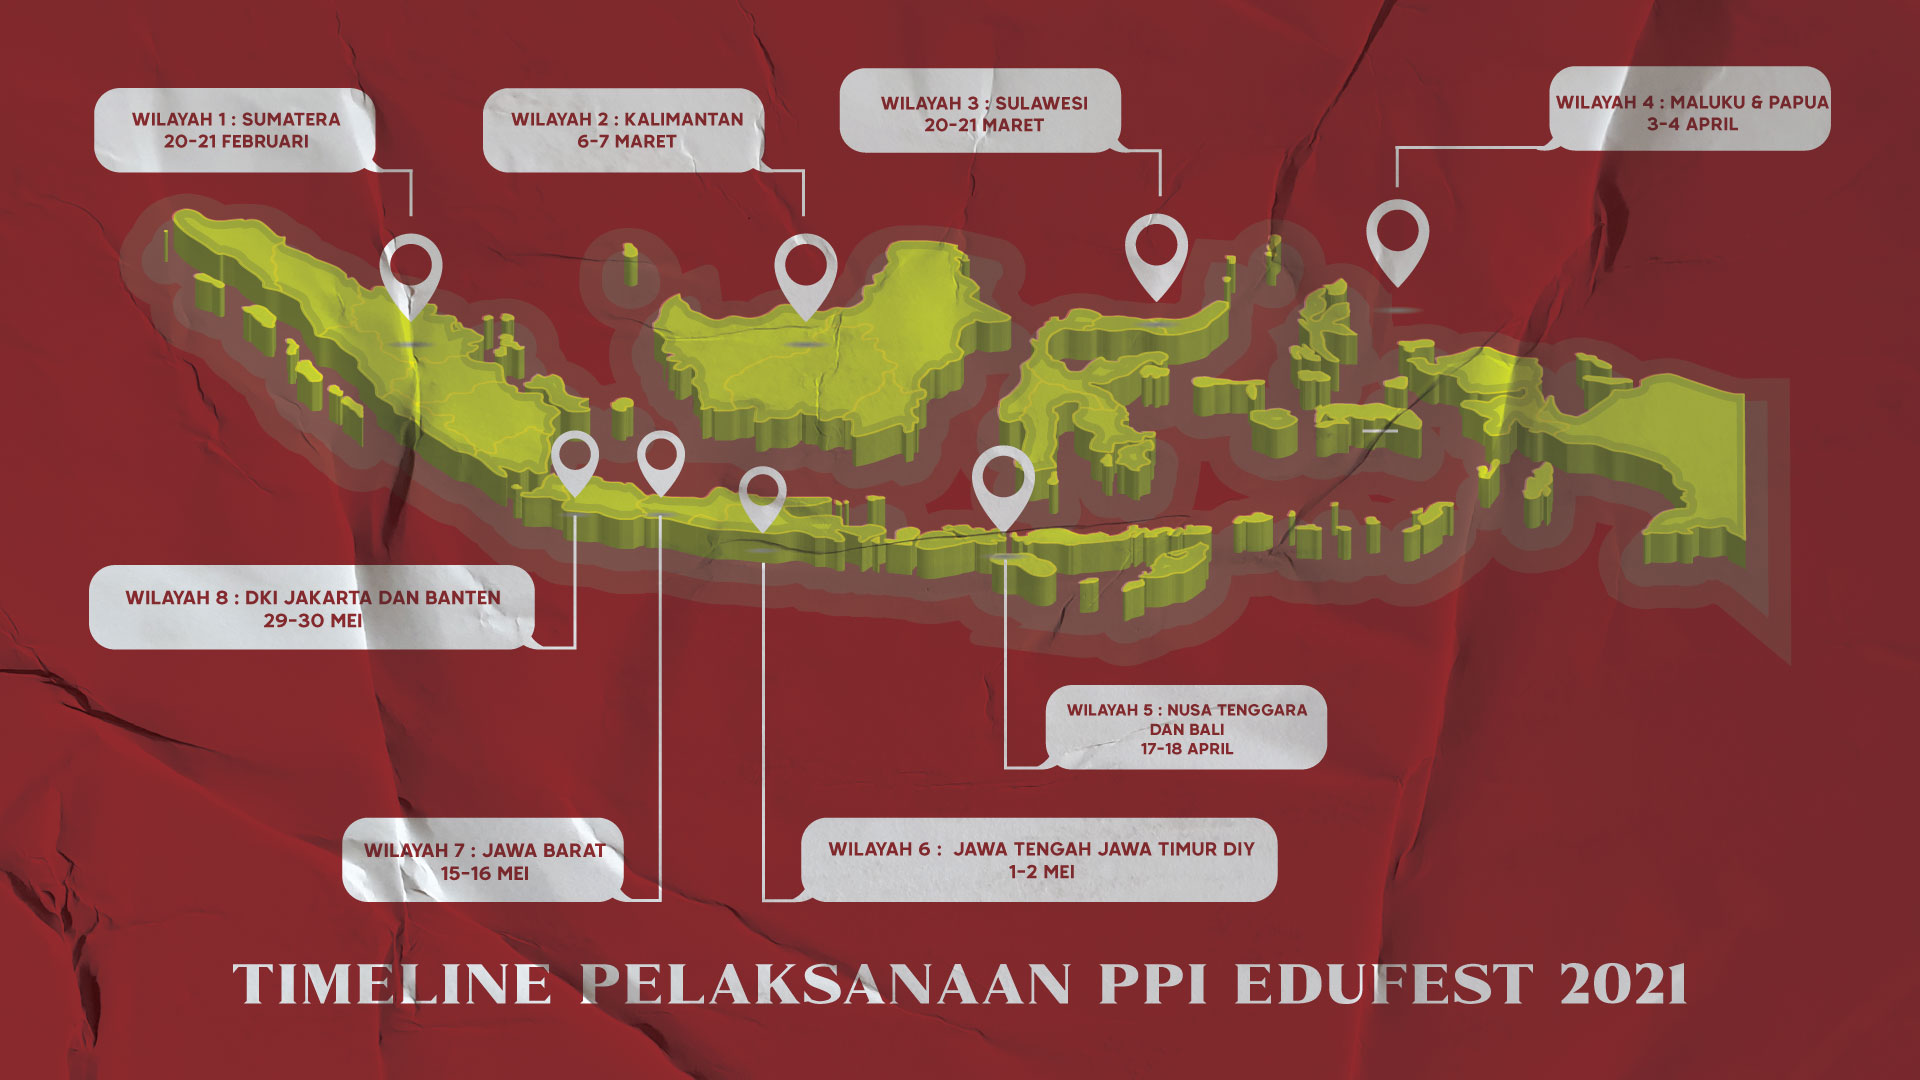 WILAYAH 1 : SUMATERA
20-21 FEBRUARI
WILAYAH 2 : KALIMANTAN
6-7 MARET
WILAYAH 3 : SULAWESI
20-21 MARET
WILAYAH 4 : MALUKU & PAPUA
3-4 APRIL
WILAYAH 8 : DKI JAKARTA DAN BANTEN
29-30 MEI
WILAYAH 5 : NUSA TENGGARA
DAN BALI
17-18 APRIL
WILAYAH 7 : JAWA BARAT
15-16 MEI
WILAYAH 6 : JAWA TENGAH JAWA TIMUR DIY
1-2 MEI
TIMELINE PELAKSANAAN PPI EDUFEST 2021